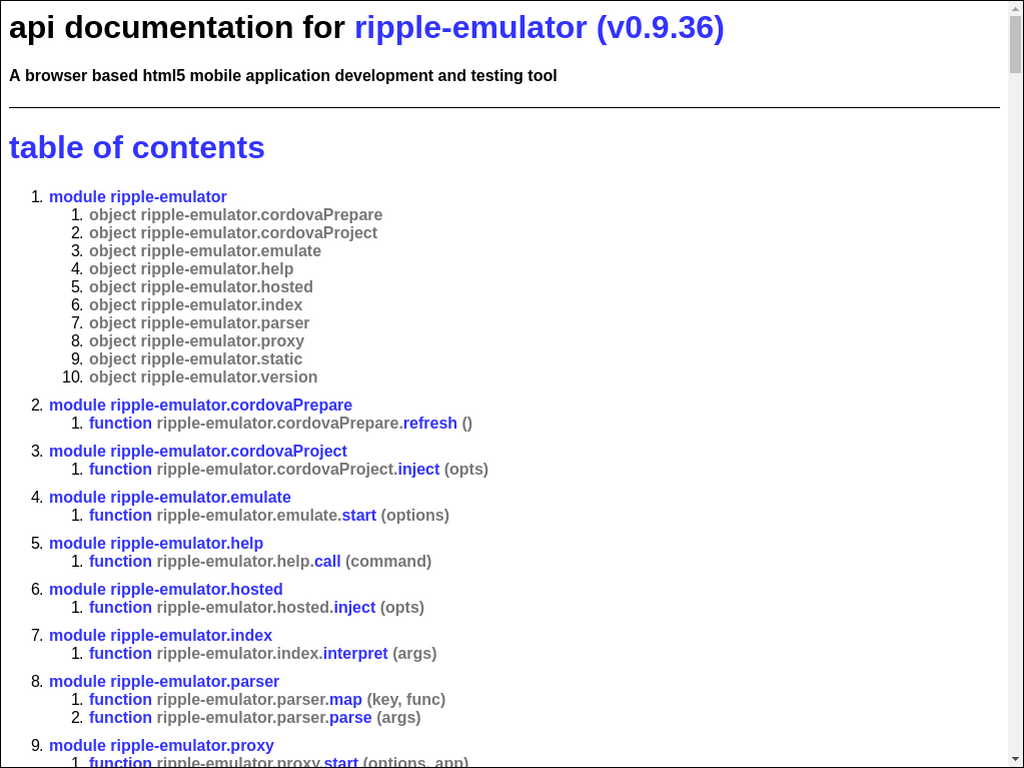 api documentation for ripple-emulator (v0.9.36)
A browser based html5 mobile application development and testing tool
table of contents
1. module ripple-emulator
1. object ripple-emulator.cordovaPrepare
2. object ripple-emulator.cordovaProject
3. object ripple-emulator.emulate
4. object ripple-emulator.help
5. object ripple-emulator.hosted
6. object ripple-emulator.index
7. object ripple-emulator.parser
8. object ripple-emulator.proxy
9. object ripple-emulator.static
10. object ripple-emulator.version
2. module ripple-emulator.cordovaPrepare
1. function ripple-emulator.cordovaPrepare.refresh ()
3. module ripple-emulator.cordovaProject
1. function ripple-emulator.cordovaProject.inject (opts)
4. module ripple-emulator.emulate
1. function ripple-emulator.emulate.start (options)
5. module ripple-emulator.help
1. function ripple-emulator.help.call (command)
6. module ripple-emulator.hosted
1. function ripple-emulator.hosted.inject (opts)
7. module ripple-emulator.index
1. function ripple-emulator.index.interpret (args)
8. module ripple-emulator.parser
1. function ripple-emulator.parser.map (key, func)
2. function ripple-emulator.parser.parse (args)
9. module ripple-emulator.proxy
1. function ripple-emulator.proxy.start (options, app)